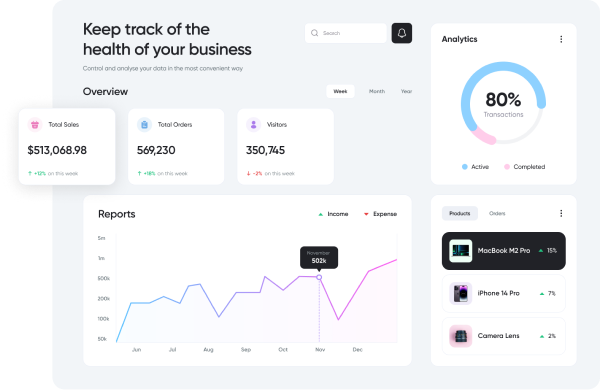 Keep track of the
health of your business
Control and analyse your data in the most convenient way
Search
Overview
Week Month Year
Total Sales
$513,068.98
+12% on this week
Total Orders
569,230
+18% on this week
Visitors
350,745
-2% on this week
Reports
Income
Expense
5m
1m
500k
200k
100k
50k
November
502k
Jun Jul Aug Sep Oct Nov Dec
Analytics
80%
Transactions
Active
Completed
Products Orders
MacBook M2 Pro 15%
iPhone 14 Pro 7%
Camera Lens 2%